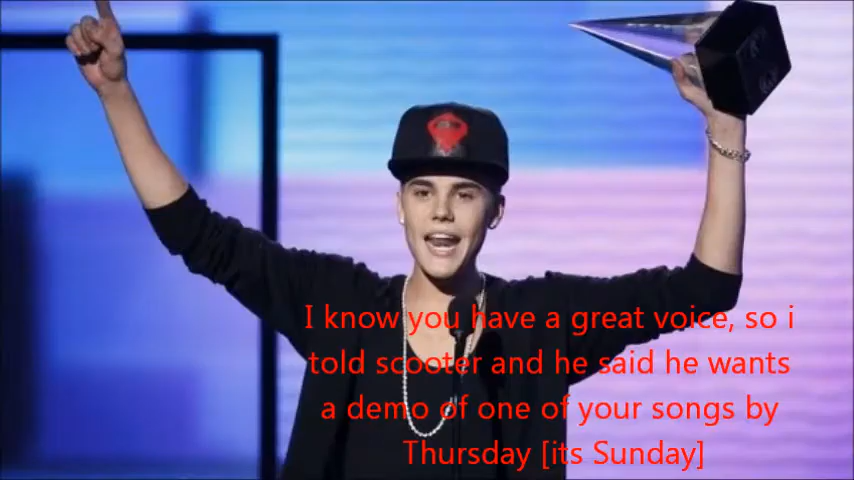 I know you have a great voice, so i
told scooter and he said he wants
a demo of one of your songs by
Thursday [its Sunday]